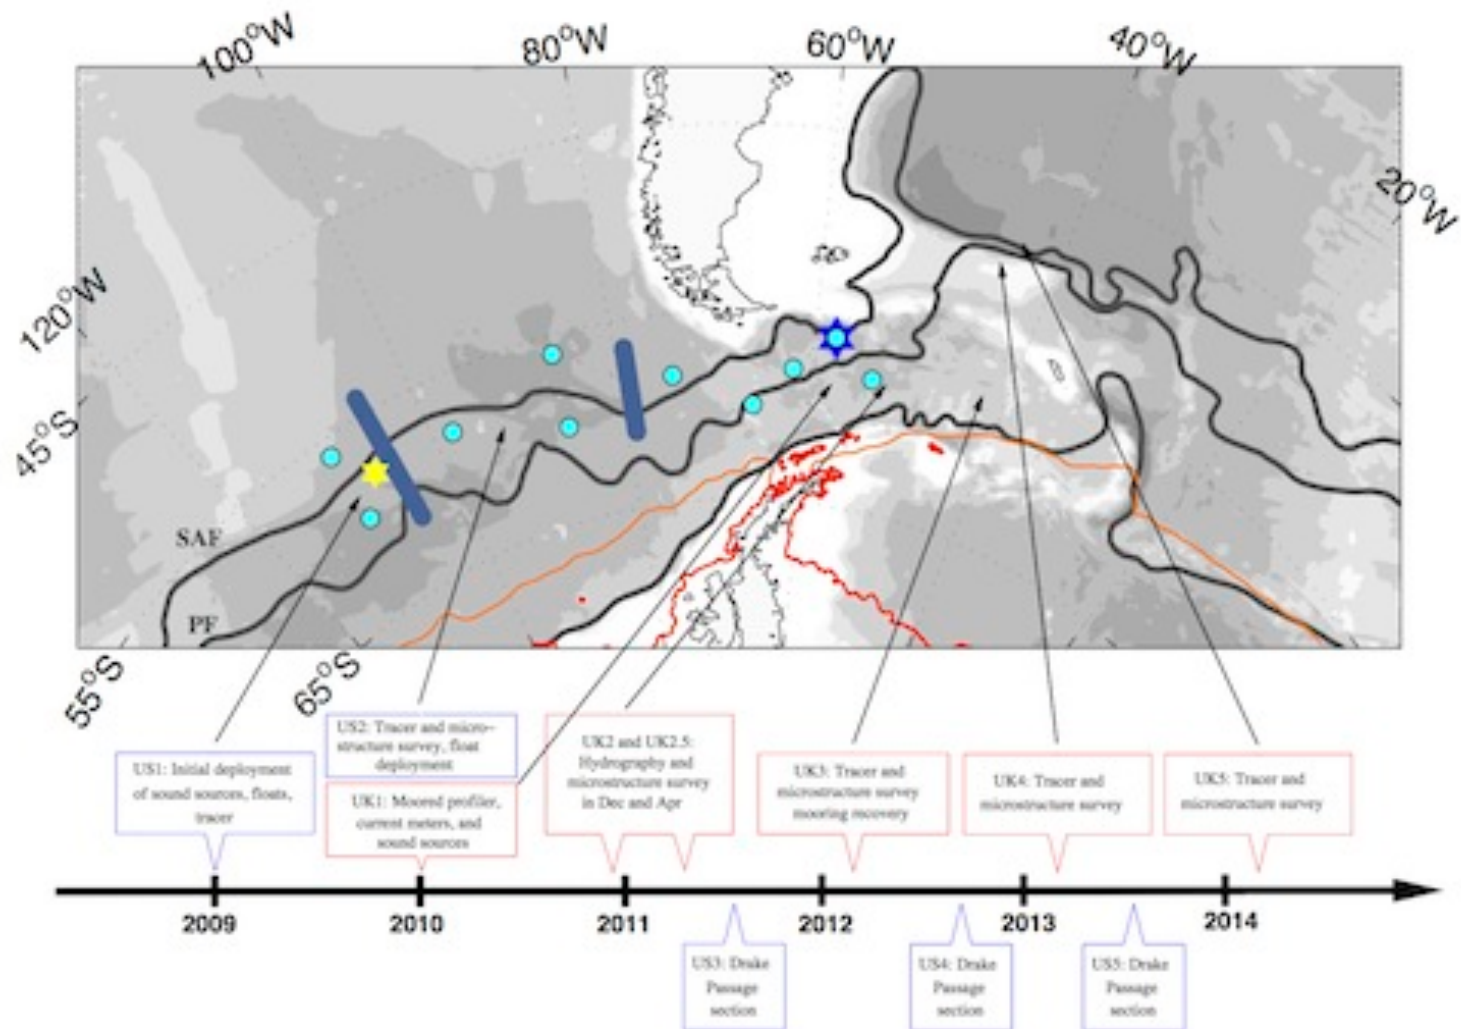 100°W
80°W
60°W
40°W
20°W
120°W
45°S
55°S
65°S
SAF
PF
US1: Initial deployment
of sound sources, floats,
tracer
US2: Tracer and micro--
structure survey, float
deployment
UK1: Moored profiler,
current meters, and
sound sources
UK2 and UK2.5:
Hydrography and
microstructure survey
in Dec and Apr
UK3: Tracer and
microstructure survey
mooring recovery
UK4: Tracer and
microstructure survey
UK5: Tracer and
microstructure survey
2009
2010
2011
2012
2013
2014
US3: Drake
Passage
section
US4: Drake
Passage
section
US5: Drake
Passage
section